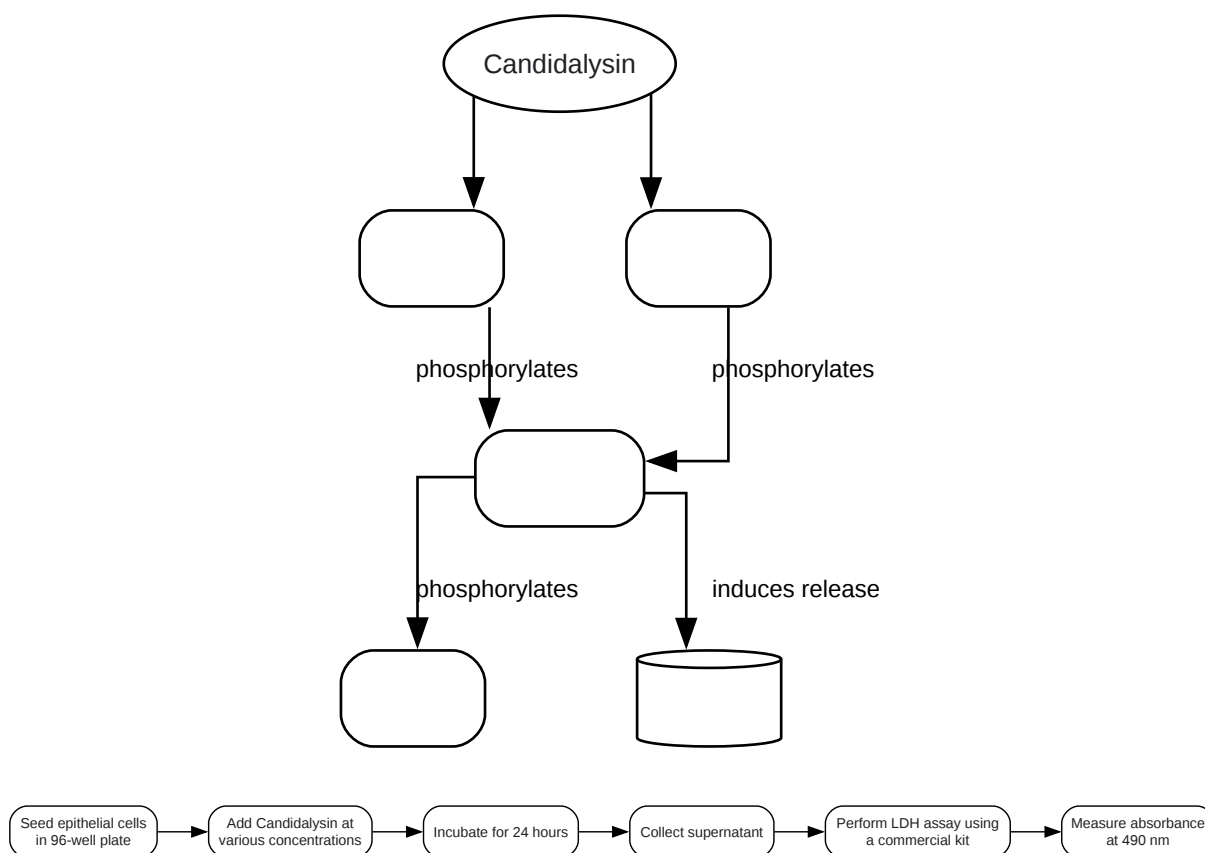 Candidalysin
phosphorylates
phosphorylates
phosphorylates
induces release
Seed epithelial cells
in 96-well plate
Add Candidalysin at
various concentrations
Incubate for 24 hours
Collect supernatant
Perform LDH assay using
a commercial kit
Measure absorbance
at 490 nm